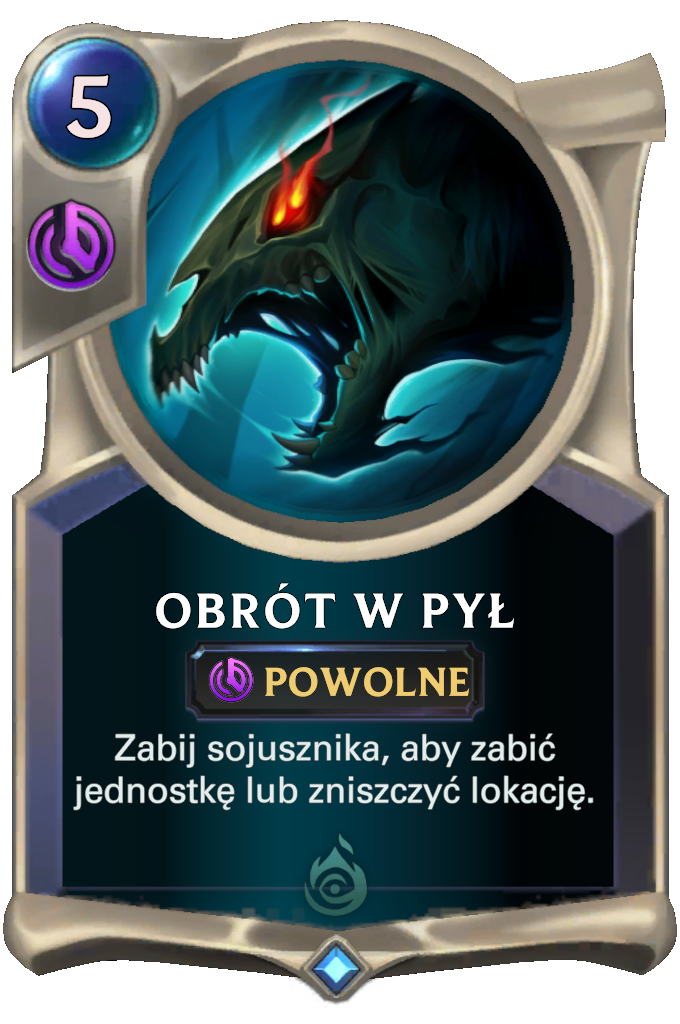 5
OBRÓT W PYŁ
POWOLNE
Zabij sojusznika, aby zabić
jednostkę lub zniszczyć lokację.